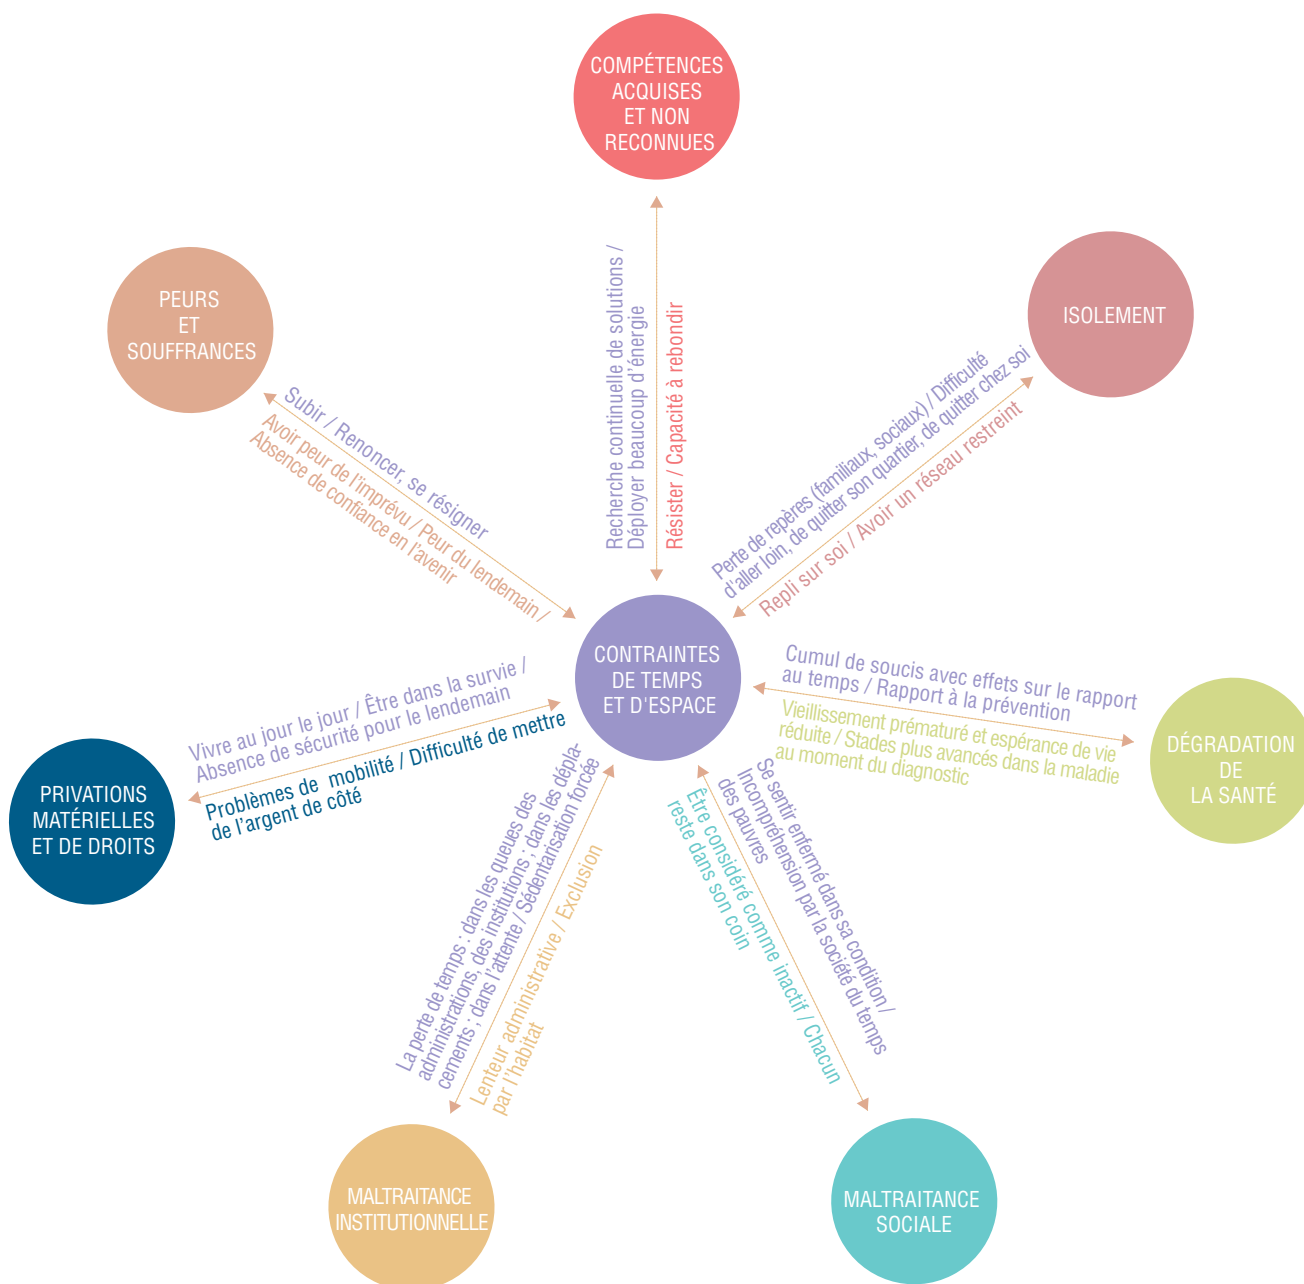 COMPÉTENCES
ACQUISES
ET NON
RECONNUES
PEURS
ET
SOUFFRANCES
ISOLEMENT
Recherche continuelle de solutions /
Déployer beaucoup d'énergie
Résister / Capacité à rebondir
Subir / Renoncer, se résigner
Avoir peur de l'imprévu / Peur du lendemain /
Absence de confiance en l'avenir
Perte de repères (familiaux, sociaux) / Difficulté
d'aller loin, de quitter son quartier, de quitter chez soi
Repli sur soi / Avoir un réseau restreint
CONTRAINTES
DE TEMPS
ET D'ESPACE
Cumul de soucis avec effets sur le rapport
au temps / Rapport à la prévention
Vieillissement prématuré et espérance de vie
réduite / Stades plus avancés dans la maladie
au moment du diagnostic
DÉGRADATION
DE
LA SANTÉ
Vivre au jour le jour / Être dans la survie /
Absence de sécurité pour le lendemain
Problèmes de mobilité / Difficulté de mettre
de l'argent de côté
PRIVATIONS
MATÉRIELLES
ET DE DROITS
La perte de temps : dans les queues des
administrations, des institutions ; dans les dépla-
cements ; dans l'attente / Sédentarisation forcée
Lenteur administrative / Exclusion
par l'habitat
Se sentir enfermé dans sa condition /
Incompréhension par la société du temps
des pauvres
Être considéré comme inactif / Chacun
reste dans son coin
MALTRAITANCE
INSTITUTIONNELLE
MALTRAITANCE
SOCIALE